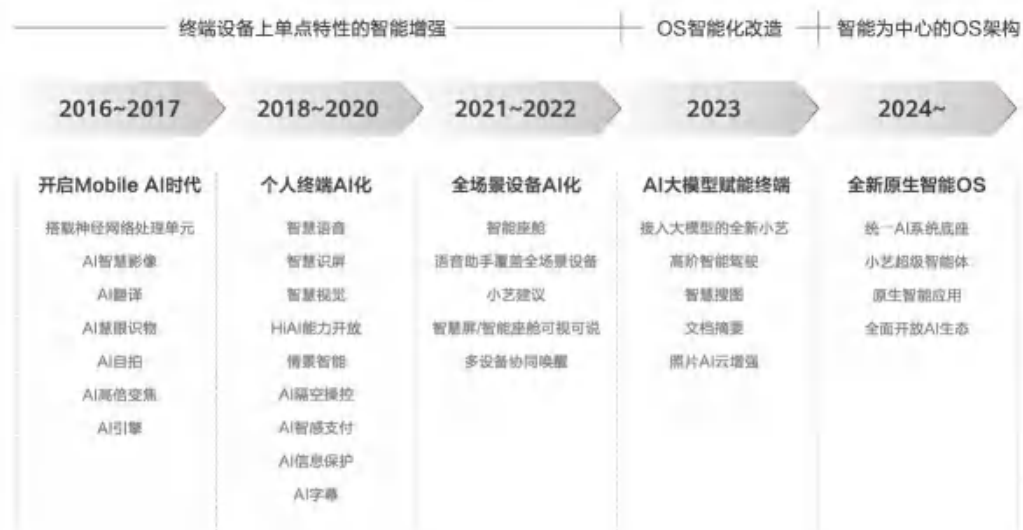 终端设备上单点特性的智能增强
OS智能化改造
智能为中心的OS架构
2016~2017
2018~2020
2021~2022
2023
2024~
开启Mobile AI时代
搭载神经网络处理单元
AI智慧影像
AI翻译
AI慧眼识物
AI自拍
AI高倍变焦
AI引擎
个人终端AI化
智慧语音
智慧识屏
智慧视觉
HiAI能力开放
情景智能
AI隔空操控
AI智感支付
AI信息保护
AI字幕
全场景设备AI化
智能座舱
语音助手覆盖全场景设备
小艺建议
智慧屏/智能座舱可视可说
多设备协同唤醒
AI大模型赋能终端
接入大模型的全新小艺
高阶智能驾驶
智慧搜图
文档摘要
照片AI云增强
全新原生智能OS
统一AI系统底座
小艺超级智能体
原生智能应用
全面开放AI生态